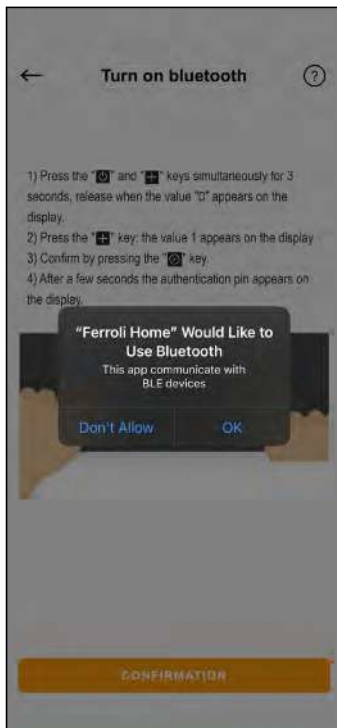 Turn on bluetooth
?
1) Press the "⏻" and "+" keys simultaneously for 3
seconds, release when the value "0" appears on the
display.
2) Press the "+" key: the value 1 appears on the display
3) Confirm by pressing the "" key.
4) After a few seconds the authentication pin appears on
the display.
"Ferroli Home" Would Like to
Use Bluetooth
This app communicate with
BLE devices
Don't Allow
OK
CONFIRMATION